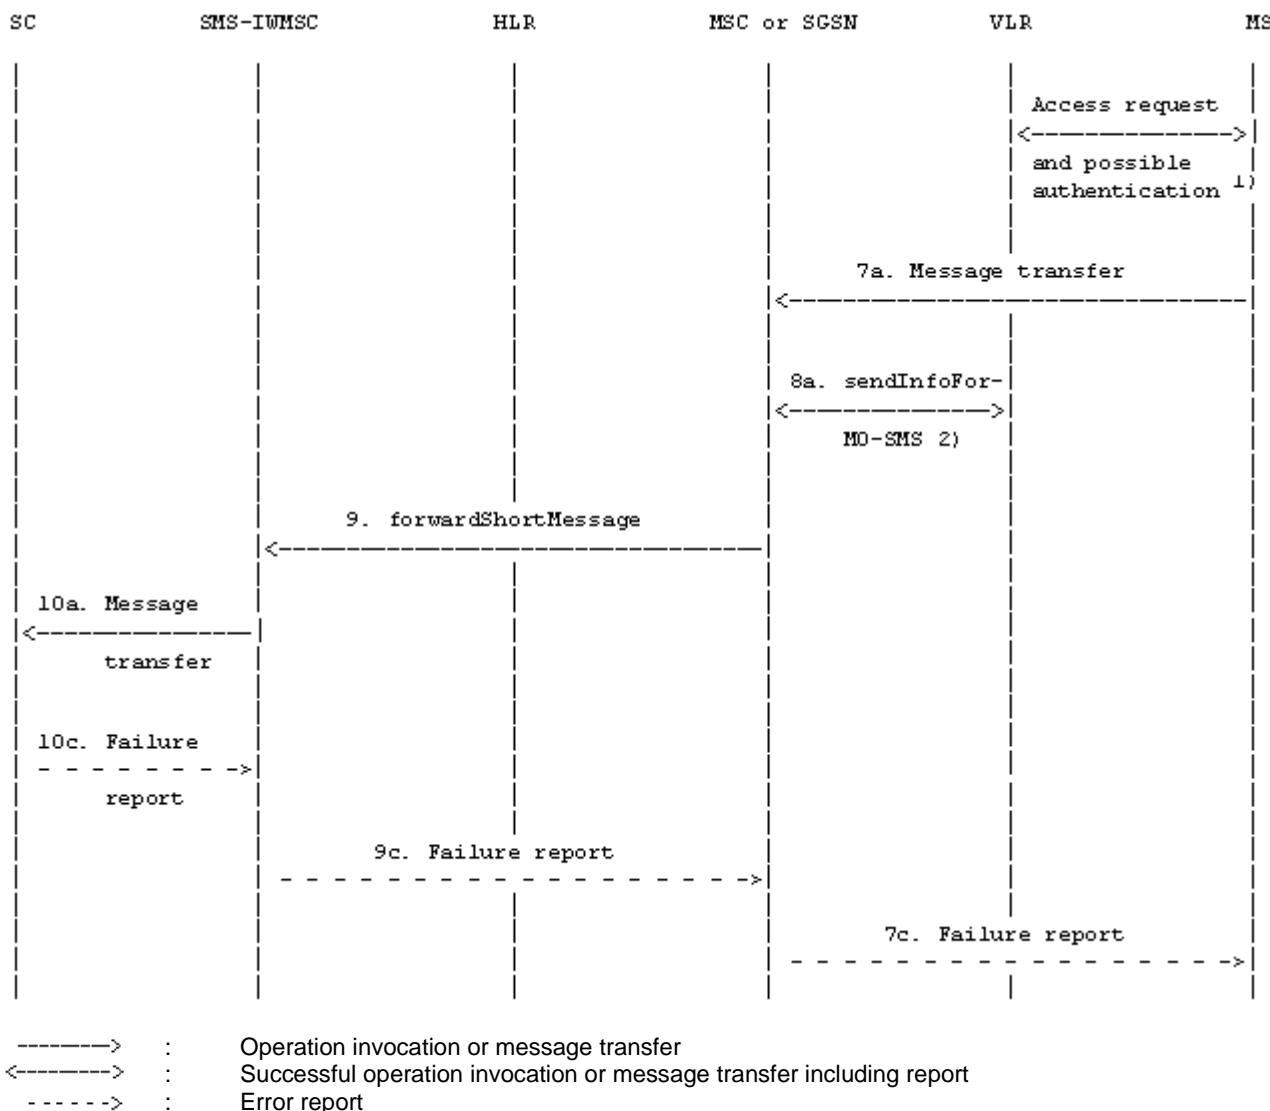 SC SMS-IWMSC HLR MSC or SGSN VLR MS
Access request
and possible
authentication 1)
7a. Message transfer
8a. sendInfoFor-
MO-SMS 2)
9. forwardShortMessage
10a. Message
transfer
10c. Failure
report
9c. Failure report
7c. Failure report
: Operation invocation or message transfer
: Successful operation invocation or message transfer including report
: Error report